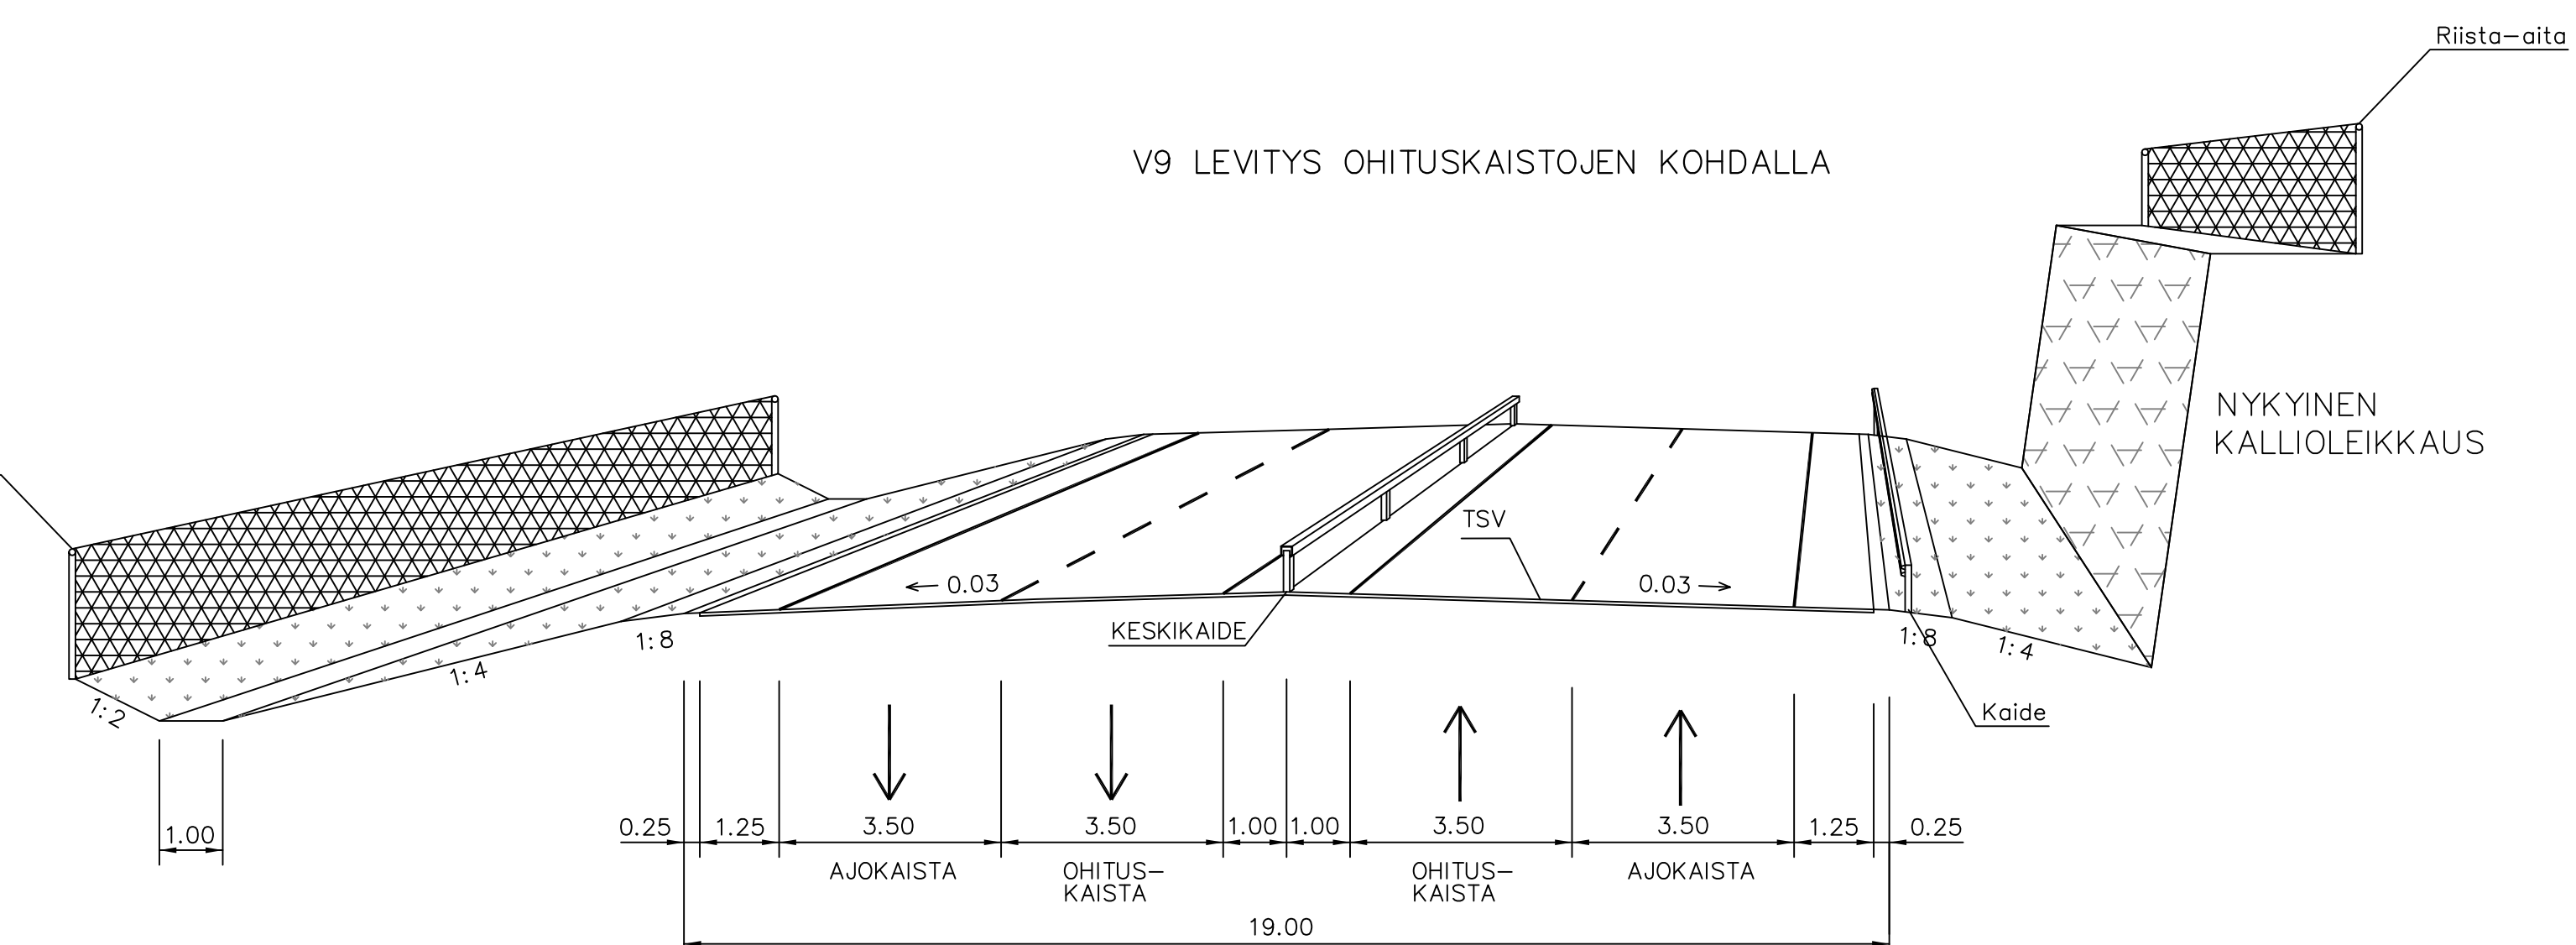 Riista-aita
V9 LEVITYS OHITUSKAISTOJEN KOHDALLA
NYKYINEN
KALLIOLEIKKAUS
TSV
0.03
0.03
KESKIKAIDE
1:8
1:4
1:2
1:8
1:4
Kaide
1.00
0.25
1.25
3.50
3.50
1.00
1.00
3.50
3.50
1.25
0.25
AJOKAISTA
OHITUS-
KAISTA
OHITUS-
KAISTA
AJOKAISTA
19.00